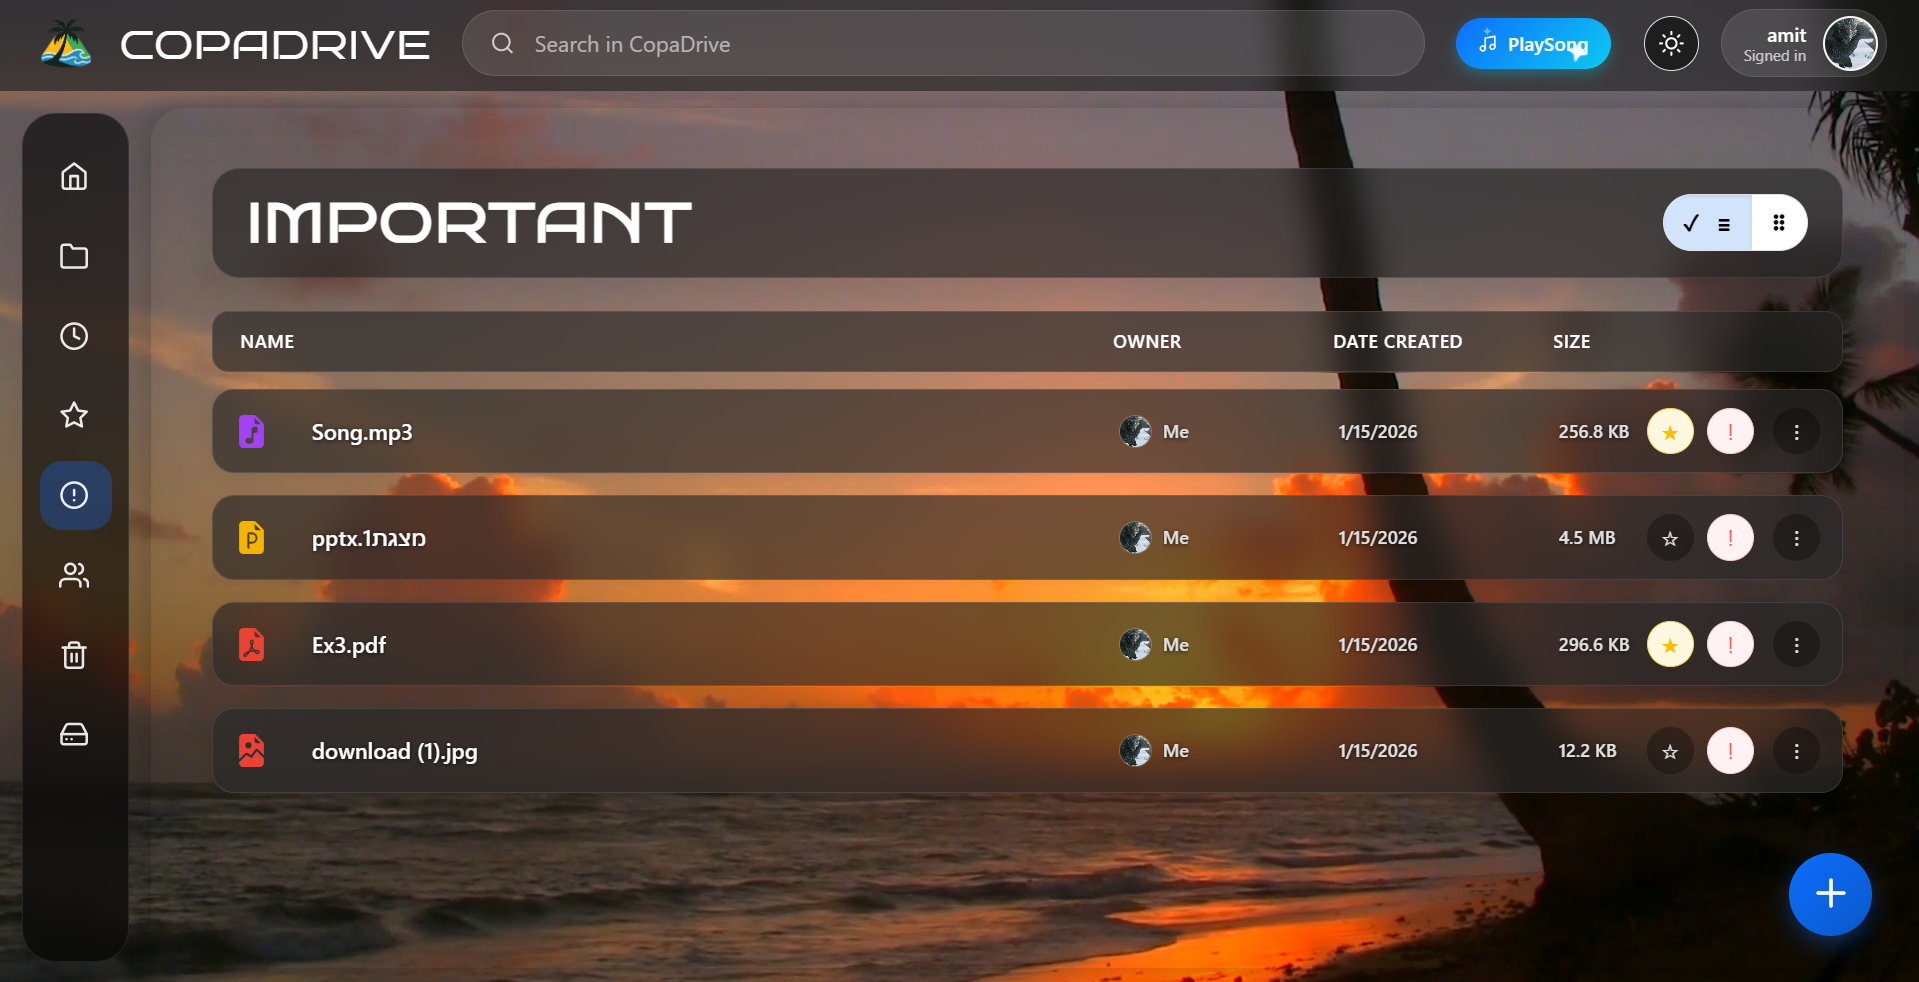 COPADRIVE
Search in CopaDrive
PlaySong
amit
Signed in
IMPORTANT
NAME OWNER DATE CREATED SIZE
Song.mp3 Me 1/15/2026 256.8 KB
מצגת1.pptx Me 1/15/2026 4.5 MB
Ex3.pdf Me 1/15/2026 296.6 KB
download (1).jpg Me 1/15/2026 12.2 KB